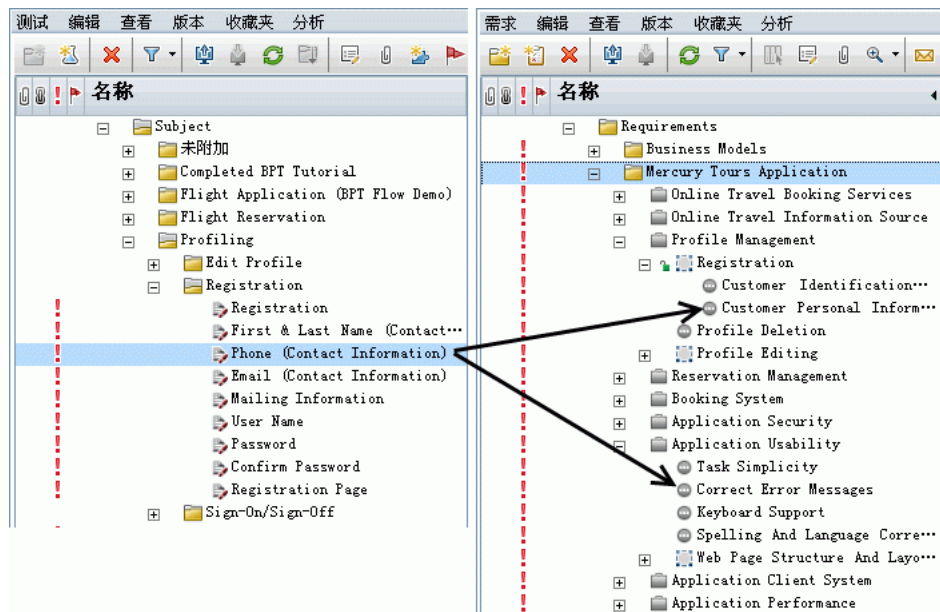 测试 编辑 查看 版本 收藏夹 分析
名称
Subject
未附加
Completed BPT Tutorial
Flight Application (BPT Flow Demo)
Flight Reservation
Profiling
Edit Profile
Registration
Registration
First & Last Name (Contact···
Phone (Contact Information)
Email (Contact Information)
Mailing Information
User Name
Password
Confirm Password
Registration Page
Sign-On/Sign-Off
需求 编辑 查看 版本 收藏夹 分析
名称
Requirements
Business Models
Mercury Tours Application
Online Travel Booking Services
Online Travel Information Source
Profile Management
Registration
Customer Identification···
Customer Personal Inform···
Profile Deletion
Profile Editing
Reservation Management
Booking System
Application Security
Application Usability
Task Simplicity
Correct Error Messages
Keyboard Support
Spelling And Language Corre···
Web Page Structure And Layo···
Application Client System
Application Performance